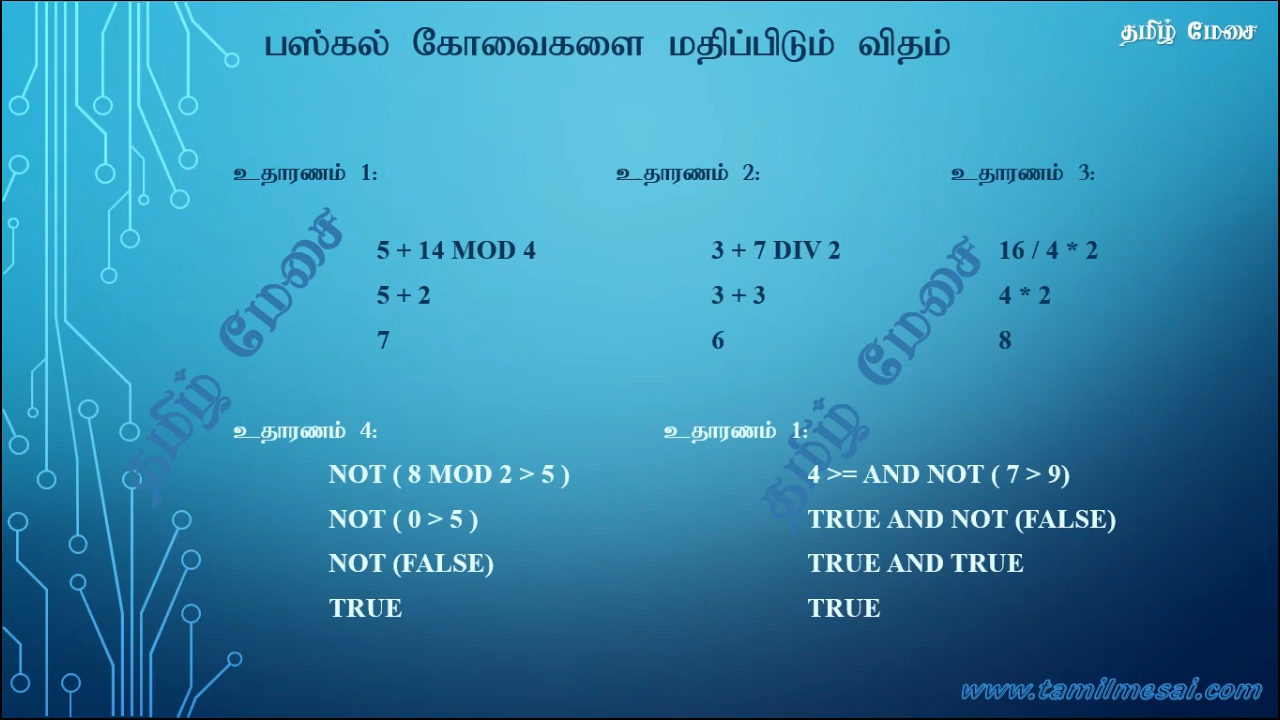 பஸ்கல் கோவைகளை மதிப்பிடும் விதம்
தமிழ் மேசை
உதாரணம் 1:
5 + 14 MOD 4
5 + 2
7
உதாரணம் 2:
3 + 7 DIV 2
3 + 3
6
உதாரணம் 3:
16 / 4 * 2
4 * 2
8
உதாரணம் 4:
NOT ( 8 MOD 2 > 5 )
NOT ( 0 > 5 )
NOT (FALSE)
TRUE
உதாரணம் 1:
4 >= AND NOT ( 7 > 9)
TRUE AND NOT (FALSE)
TRUE AND TRUE
TRUE
தமிழ் மேசை
தமிழ் மேசை
www.tamilmesai.com